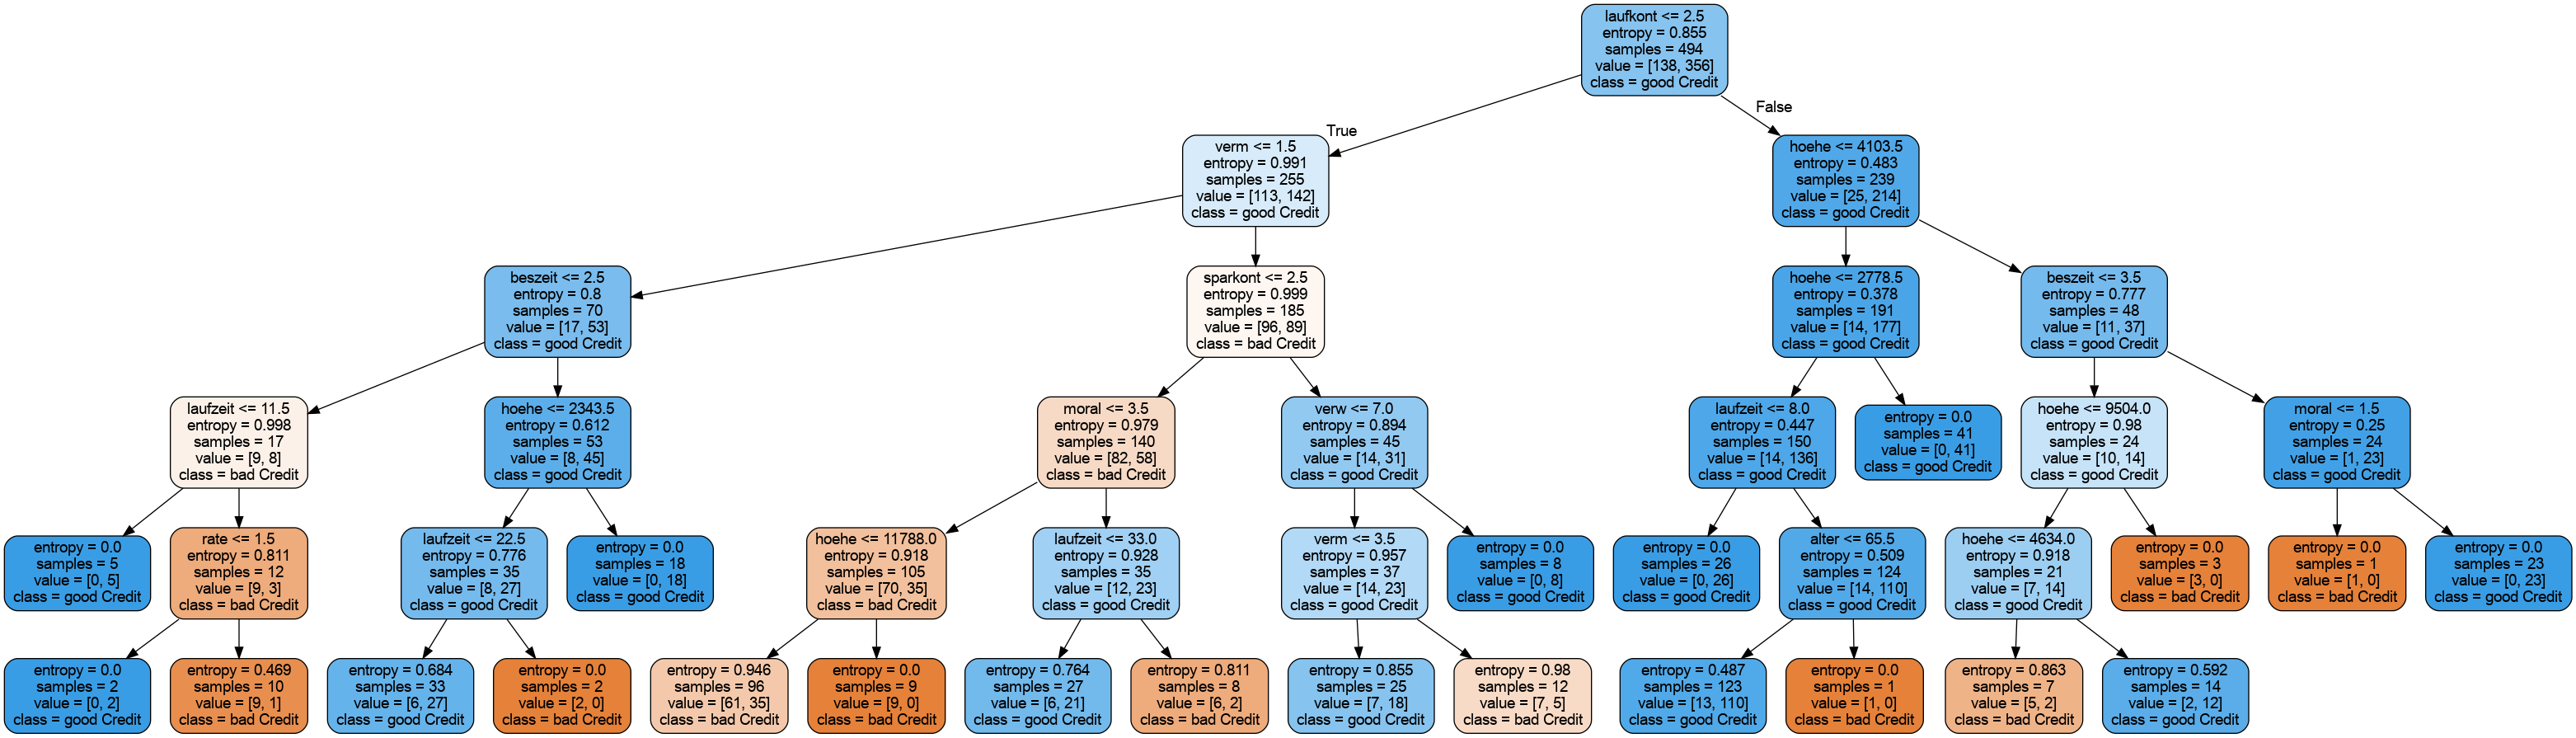 laufkont <= 2.5
entropy = 0.855
samples = 494
value = [138, 356]
class = good Credit
True
False
verm <= 1.5
entropy = 0.991
samples = 255
value = [113, 142]
class = good Credit
hoehe <= 4103.5
entropy = 0.483
samples = 239
value = [25, 214]
class = good Credit
beszeit <= 2.5
entropy = 0.8
samples = 70
value = [17, 53]
class = good Credit
sparkont <= 2.5
entropy = 0.999
samples = 185
value = [96, 89]
class = bad Credit
hoehe <= 2778.5
entropy = 0.378
samples = 191
value = [14, 177]
class = good Credit
beszeit <= 3.5
entropy = 0.777
samples = 48
value = [11, 37]
class = good Credit
laufzeit <= 11.5
entropy = 0.998
samples = 17
value = [9, 8]
class = bad Credit
hoehe <= 2343.5
entropy = 0.612
samples = 53
value = [8, 45]
class = good Credit
moral <= 3.5
entropy = 0.979
samples = 140
value = [82, 58]
class = bad Credit
verw <= 7.0
entropy = 0.894
samples = 45
value = [14, 31]
class = good Credit
laufzeit <= 8.0
entropy = 0.447
samples = 150
value = [14, 136]
class = good Credit
entropy = 0.0
samples = 41
value = [0, 41]
class = good Credit
hoehe <= 9504.0
entropy = 0.98
samples = 24
value = [10, 14]
class = good Credit
moral <= 1.5
entropy = 0.25
samples = 24
value = [1, 23]
class = good Credit
entropy = 0.0
samples = 5
value = [0, 5]
class = good Credit
rate <= 1.5
entropy = 0.811
samples = 12
value = [9, 3]
class = bad Credit
laufzeit <= 22.5
entropy = 0.776
samples = 35
value = [8, 27]
class = good Credit
entropy = 0.0
samples = 18
value = [0, 18]
class = good Credit
hoehe <= 11788.0
entropy = 0.918
samples = 105
value = [70, 35]
class = bad Credit
laufzeit <= 33.0
entropy = 0.928
samples = 35
value = [12, 23]
class = good Credit
verm <= 3.5
entropy = 0.957
samples = 37
value = [14, 23]
class = good Credit
entropy = 0.0
samples = 8
value = [0, 8]
class = good Credit
entropy = 0.0
samples = 26
value = [0, 26]
class = good Credit
alter <= 65.5
entropy = 0.509
samples = 124
value = [14, 110]
class = good Credit
hoehe <= 4634.0
entropy = 0.918
samples = 21
value = [7, 14]
class = good Credit
entropy = 0.0
samples = 3
value = [3, 0]
class = bad Credit
entropy = 0.0
samples = 1
value = [1, 0]
class = bad Credit
entropy = 0.0
samples = 23
value = [0, 23]
class = good Credit
entropy = 0.0
samples = 2
value = [0, 2]
class = good Credit
entropy = 0.469
samples = 10
value = [9, 1]
class = bad Credit
entropy = 0.684
samples = 33
value = [6, 27]
class = good Credit
entropy = 0.0
samples = 2
value = [2, 0]
class = bad Credit
entropy = 0.946
samples = 96
value = [61, 35]
class = bad Credit
entropy = 0.0
samples = 9
value = [9, 0]
class = bad Credit
entropy = 0.764
samples = 27
value = [6, 21]
class = good Credit
entropy = 0.811
samples = 8
value = [6, 2]
class = bad Credit
entropy = 0.855
samples = 25
value = [7, 18]
class = good Credit
entropy = 0.98
samples = 12
value = [7, 5]
class = bad Credit
entropy = 0.487
samples = 123
value = [13, 110]
class = good Credit
entropy = 0.0
samples = 1
value = [1, 0]
class = bad Credit
entropy = 0.863
samples = 7
value = [5, 2]
class = bad Credit
entropy = 0.592
samples = 14
value = [2, 12]
class = good Credit